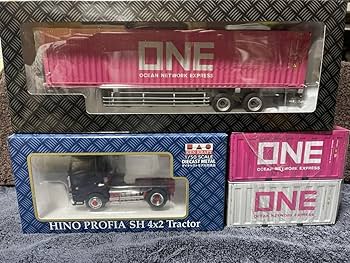 ONE
OCEAN NETWORK EXPRESS
1/50 SCALE
DIECAST METAL
HINO PROFIA SH 4x2 Tractor
ONE
OCEAN NETWORK EXPRESS
ONE
OCEAN NETWORK EXPRESS